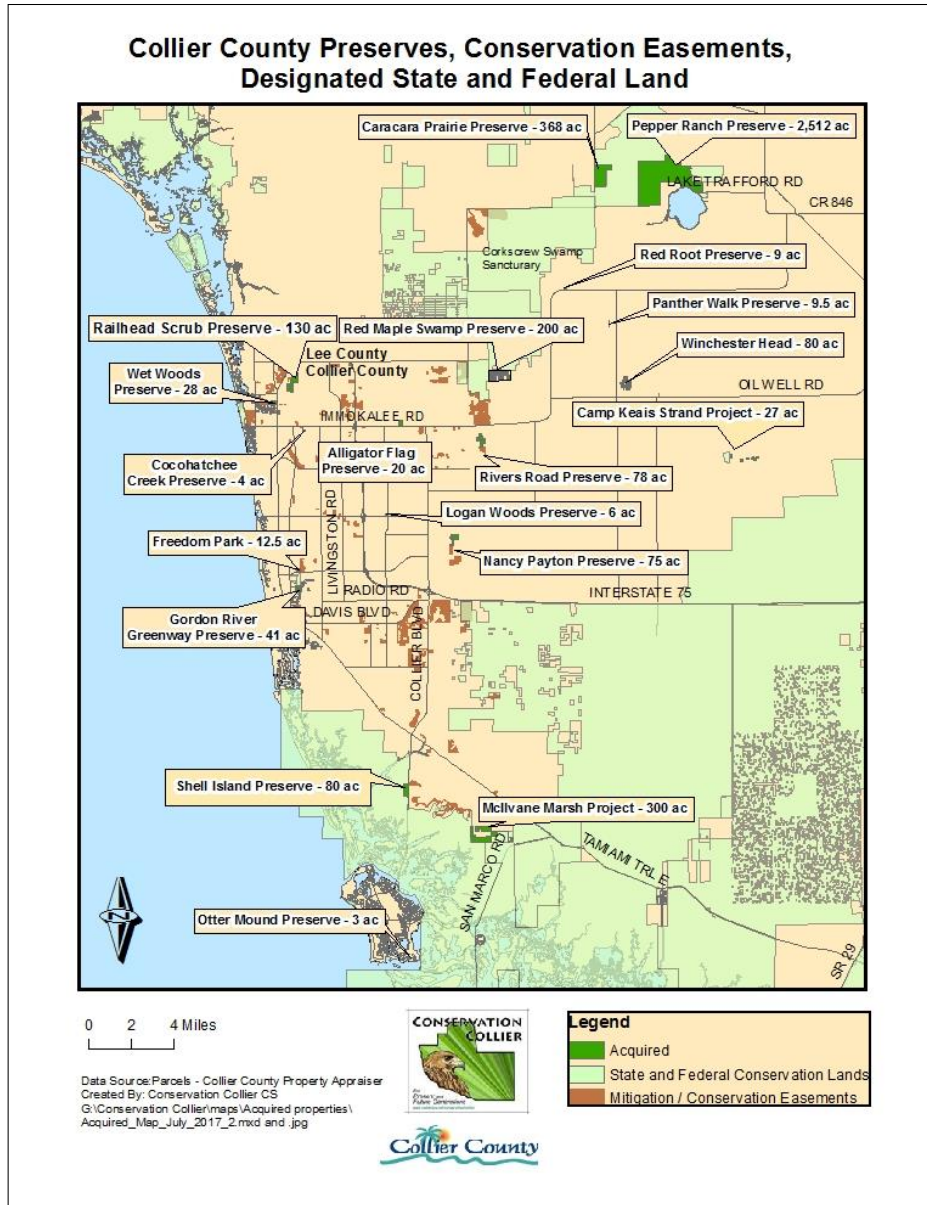 Collier County Preserves, Conservation Easements,
Designated State and Federal Land
Caracara Prairie Preserve - 368 ac
Pepper Ranch Preserve - 2,512 ac
LAKE TRAFFORD RD
CR 846
Corkscrew Swamp
Sancturary
Red Root Preserve - 9 ac
Panther Walk Preserve - 9.5 ac
Railhead Scrub Preserve - 130 ac
Red Maple Swamp Preserve - 200 ac
Winchester Head - 80 ac
Lee County
Collier County
Wet Woods
Preserve - 28 ac
OIL WELL RD
IMMOKALEE RD
Camp Keais Strand Project - 27 ac
Cocohatchee
Creek Preserve - 4 ac
Alligator Flag
Preserve - 20 ac
Rivers Road Preserve - 78 ac
LIVINGSTON RD
Logan Woods Preserve - 6 ac
Freedom Park - 12.5 ac
Nancy Payton Preserve - 75 ac
RADIO RD
INTERSTATE 75
DAVIS BLVD
Gordon River
Greenway Preserve - 41 ac
COLLIER BLVD
Shell Island Preserve - 80 ac
McIlvane Marsh Project - 300 ac
SAN MARCO RD
TAMIAMI TRL E
Otter Mound Preserve - 3 ac
SR 29
N
0 2 4 Miles
Data Source:Parcels - Collier County Property Appraiser
Created By: Conservation Collier CS
G:\Conservation Collier\maps\Acquired properties\
Acquired_Map_July_2017_2.mxd and .jpg
CONSERVATION
COLLIER
Future Generations
Collier County
Legend
Acquired
State and Federal Conservation Lands
Mitigation / Conservation Easements